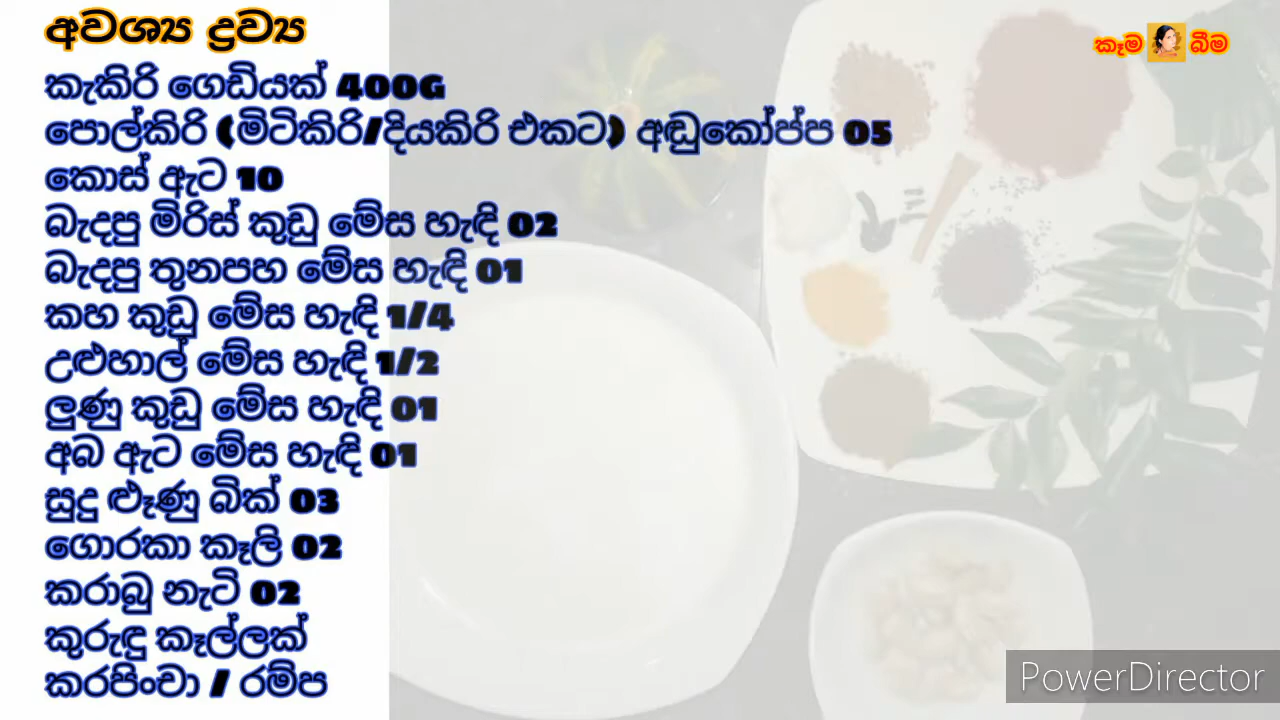 අවශ්‍ය ද්‍රව්‍ය
කැම බීම
කැකිරි ගෙඩියක් 400G
පොල්කිරි (මිටිකිරි/දියකිරි එකට) අඬුකෝප්ප 05
කොස් ඇට 10
බැදපු මිරිස් කුඩු මේස හැඳි 02
බැදපු තුනපහ මේස හැඳි 01
කහ කුඩු මේස හැඳි 1/4
උළුහාල් මේස හැඳි 1/2
ලුණු කුඩු මේස හැඳි 01
අබ ඇට මේස හැඳි 01
සුදු ළූණු බික් 03
ගොරකා කෑලි 02
කරාබු නැටි 02
කුරුඳු කෑල්ලක්
කරපිංචා / රම්ප
PowerDirector